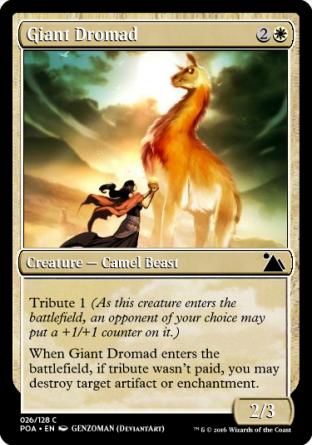 Giant Dromad 2
Creature — Camel Beast
Tribute 1 (As this creature enters the
battlefield, an opponent of your choice may
put a +1/+1 counter on it.)
When Giant Dromad enters the
battlefield, if tribute wasn't paid, you may
destroy target artifact or enchantment.
2/3
026/128 C
POA • EN GENZOMAN (DEVIANTART)
™ & © 2016 Wizards of the Coast